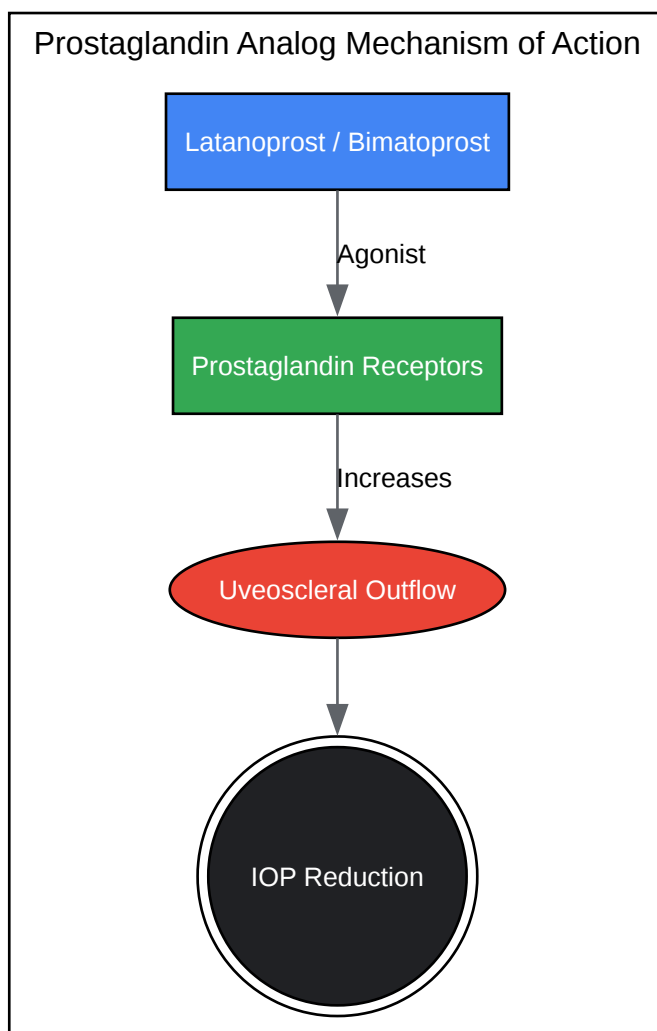 Prostaglandin Analog Mechanism of Action
Latanoprost / Bimatoprost
Agonist
Prostaglandin Receptors
Increases
Uveoscleral Outflow
IOP Reduction